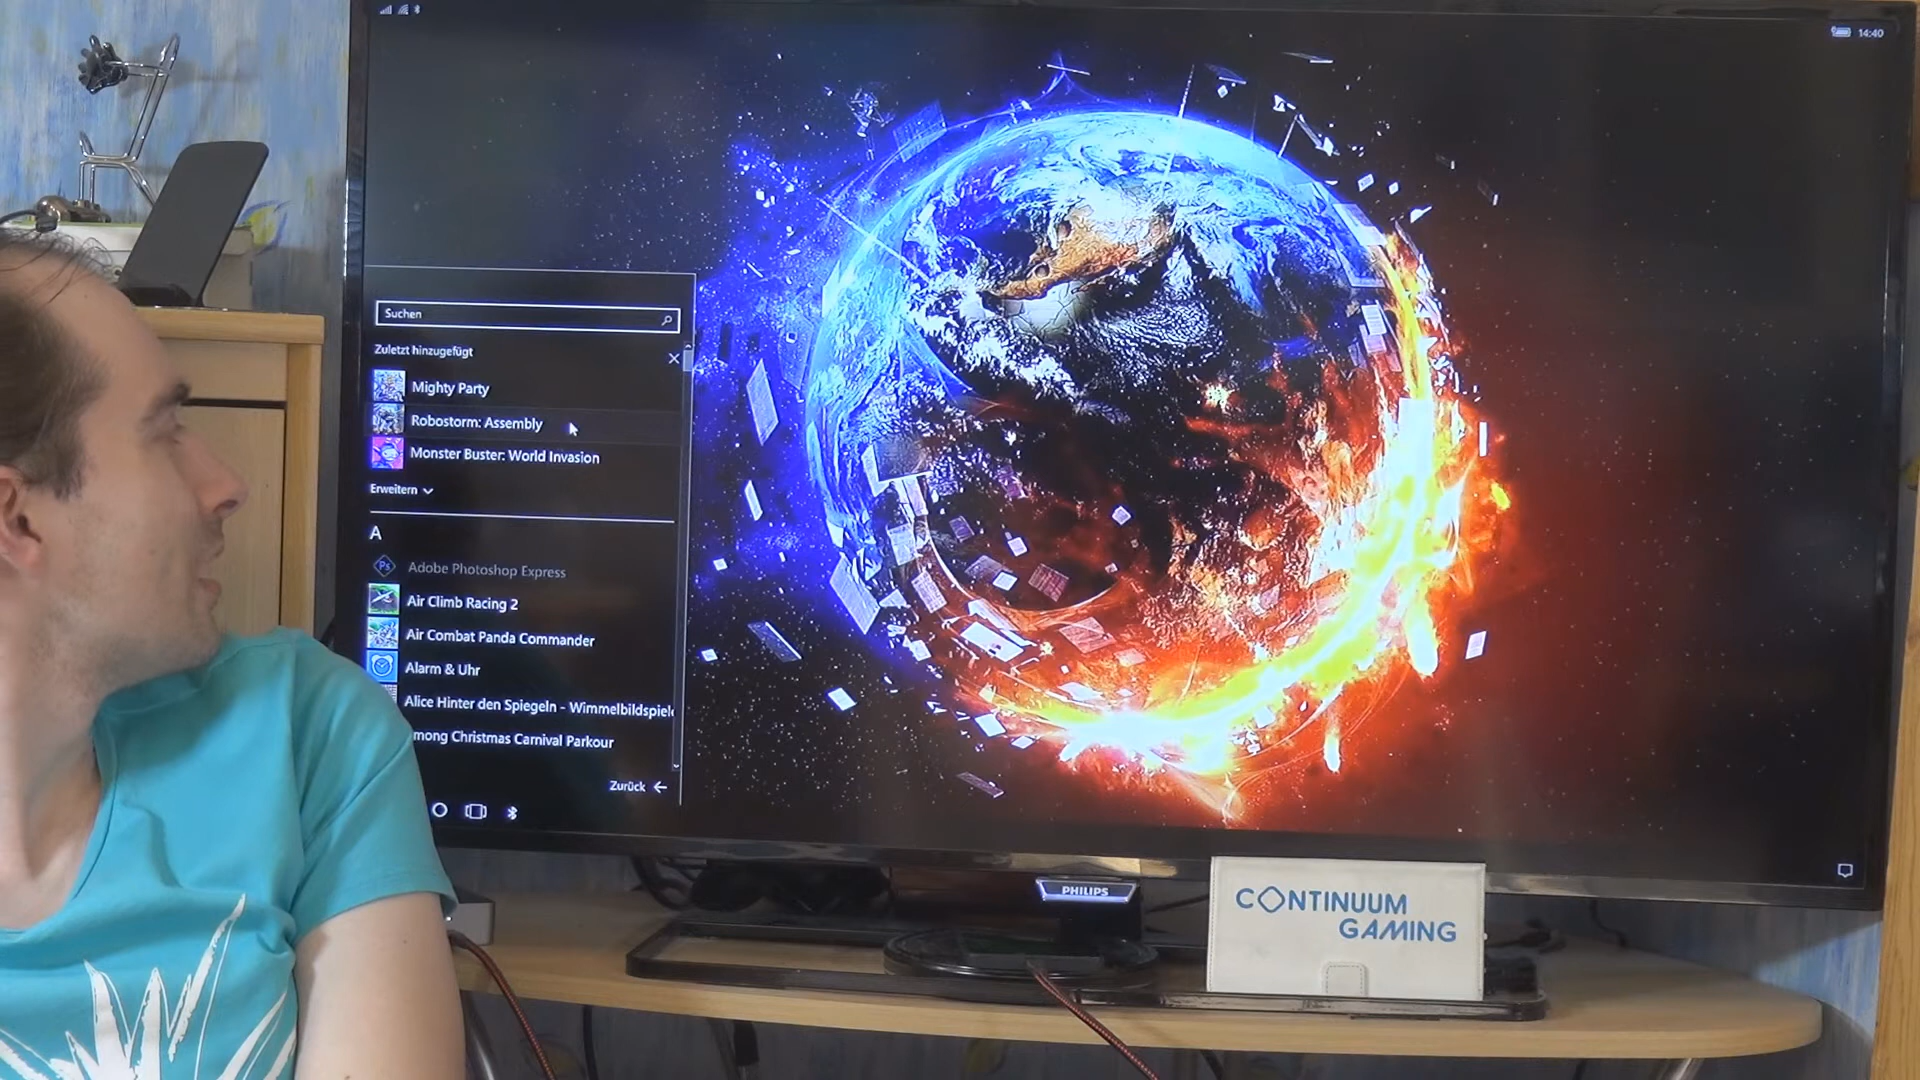 14:40
Suchen
Zuletzt hinzugefügt
Mighty Party
Robostorm: Assembly
Monster Buster: World Invasion
Erweitern
A
Ps
Adobe Photoshop Express
Air Climb Racing 2
Air Combat Panda Commander
Alarm & Uhr
Alice Hinter den Spiegeln - Wimmelbildspiele
mong Christmas Carnival Parkour
Zurück
PHILIPS
CONTINUUM
GAMING